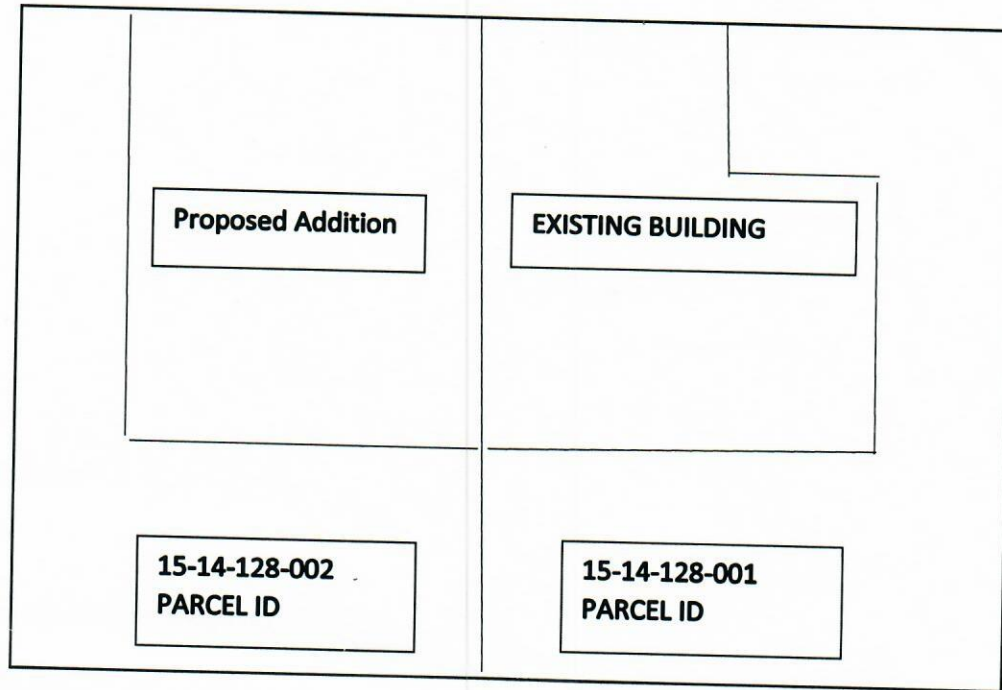 Proposed Addition
EXISTING BUILDING
15-14-128-002
PARCEL ID
15-14-128-001
PARCEL ID